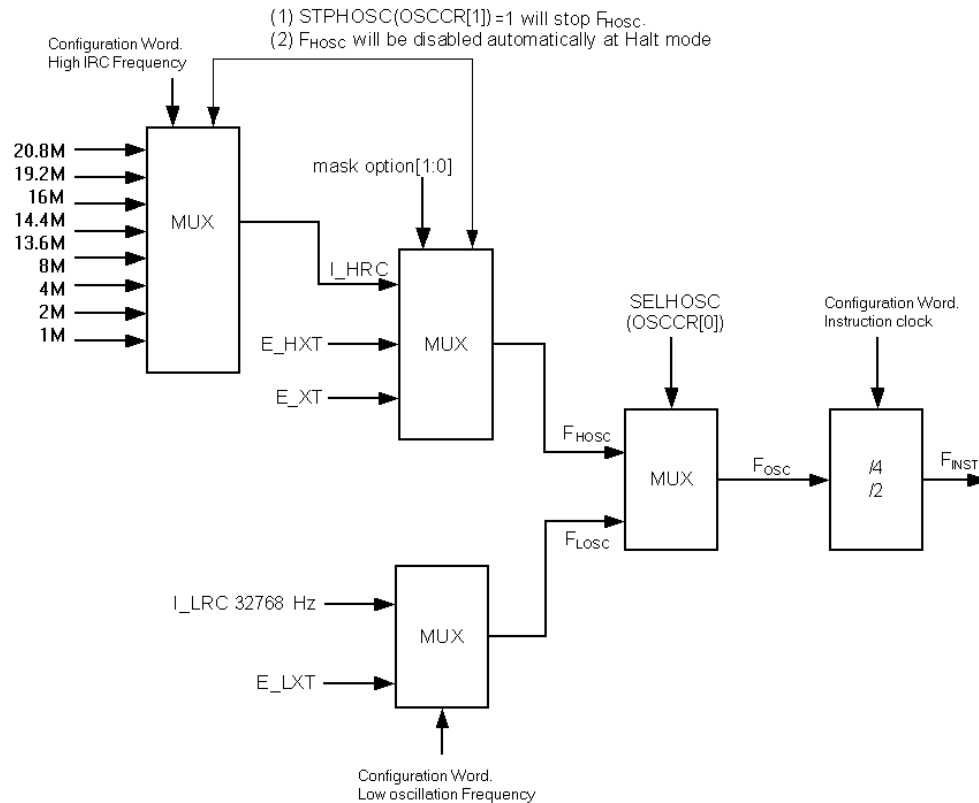 (1) STPHOSC(OSCCR[1])=1 will stop FHOSC.
(2) FHOSC will be disabled automatically at Halt mode
Configuration Word.
High IRC Frequency
20.8M
19.2M
16M
14.4M
13.6M
8M
4M
2M
1M
MUX
mask option[1:0]
I_HRC
E_HXT
E_XT
MUX
SELHOSC
(OSCCR[0])
Configuration Word.
Instruction clock
FHOSC
MUX
FOSC
/4
/2
FINST
FLOSC
I_LRC 32768 Hz
E_LXT
MUX
Configuration Word.
Low oscillation Frequency